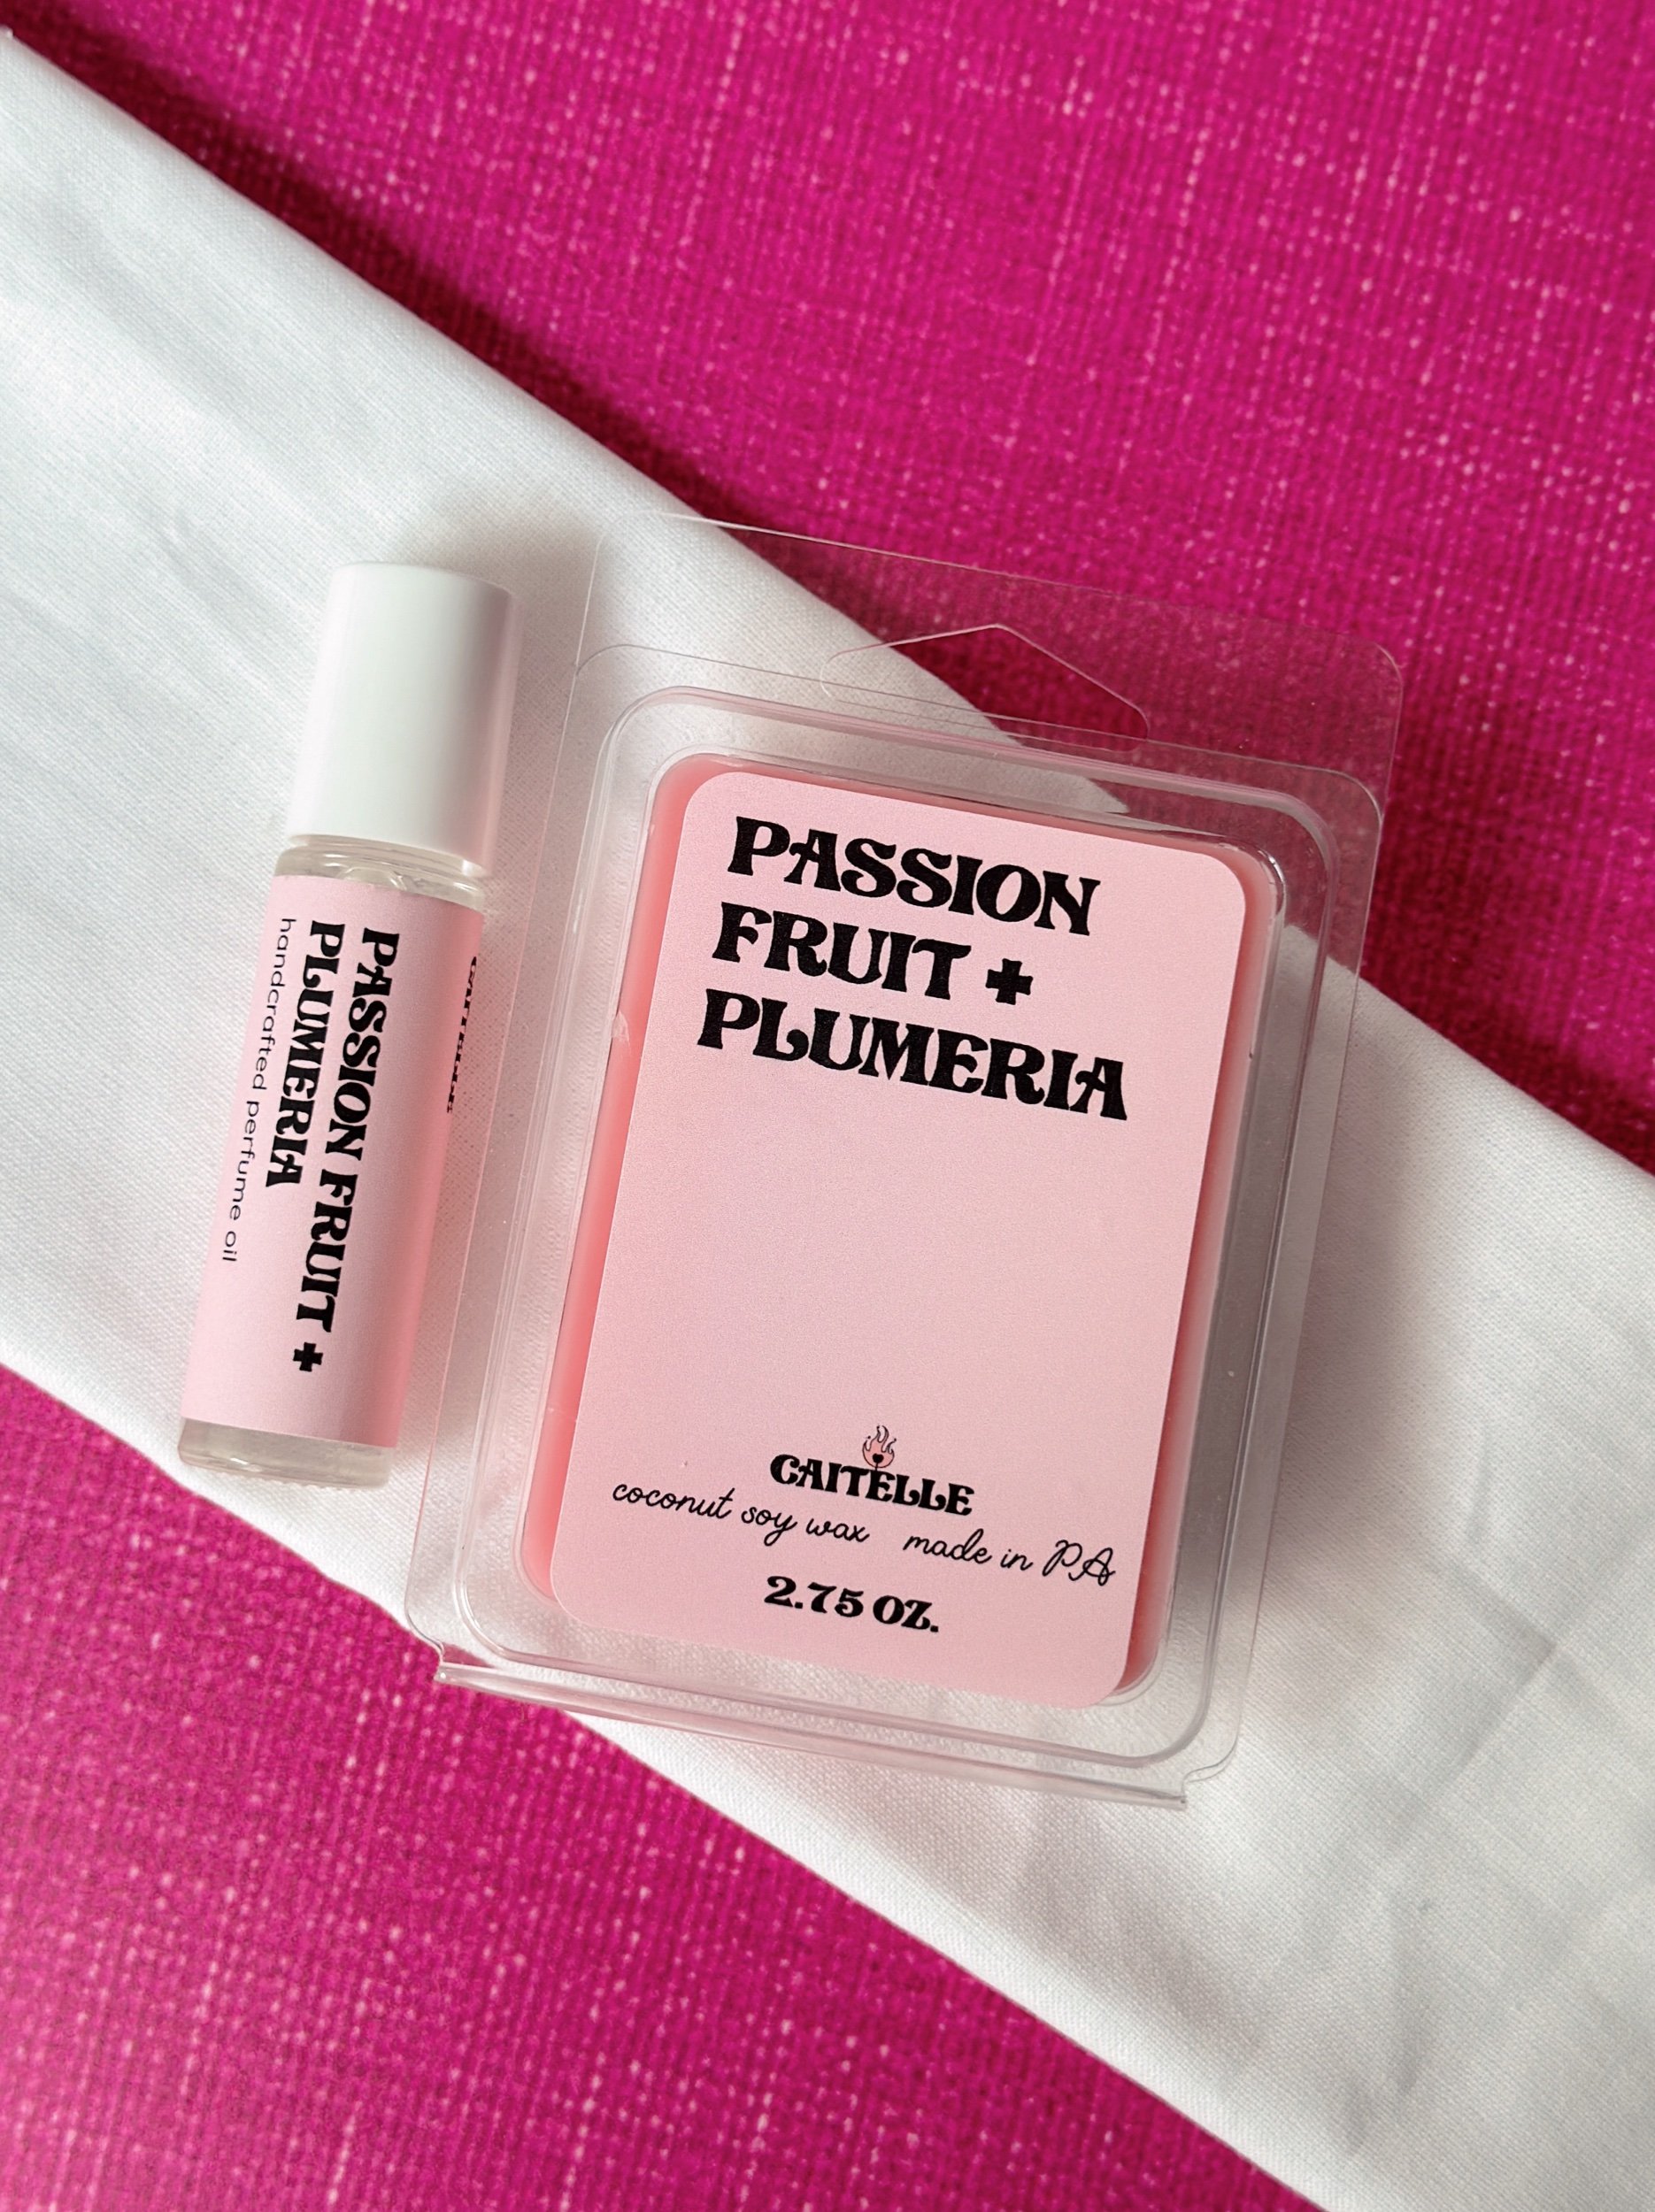 PASSION FRUIT +
PLUMERIA
handcrafted perfume oil
PASSION
FRUIT +
PLUMERIA
CAITELLE
coconut soy wax made in PA
2.75 OZ.